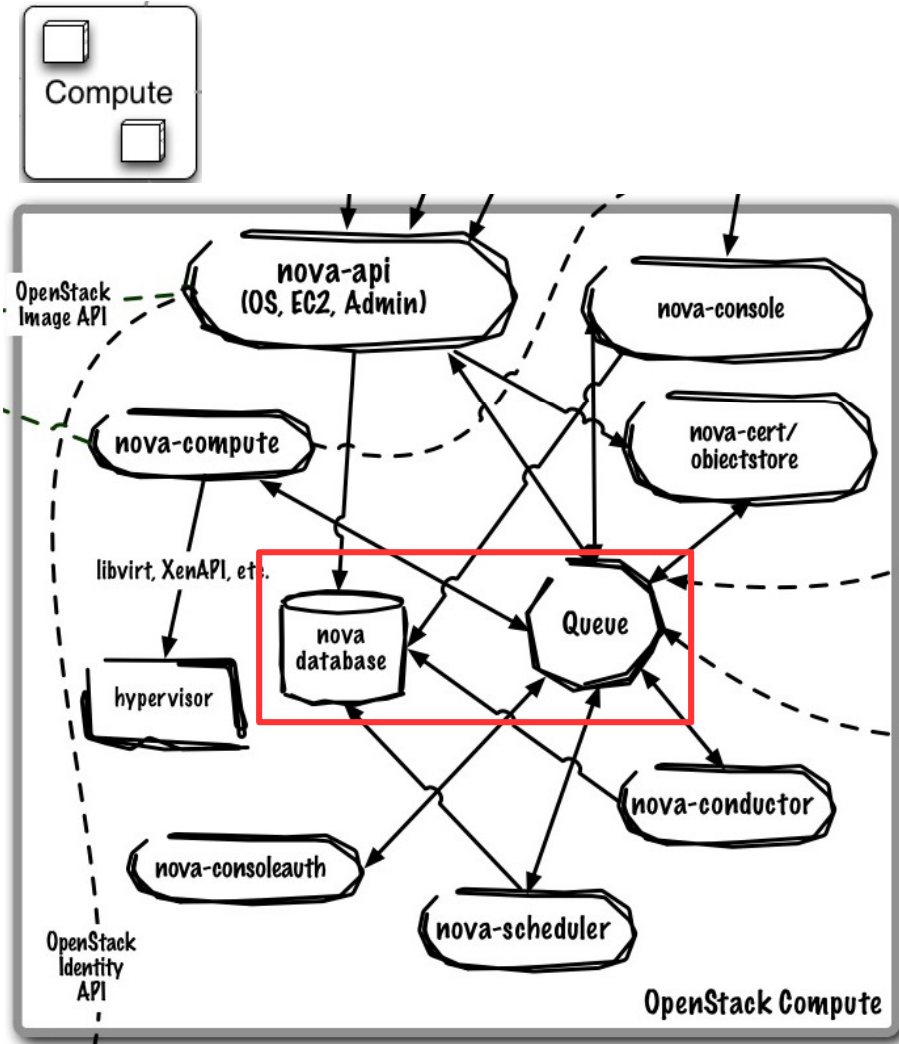 Compute
nova-api
(OS, EC2, Admin)
OpenStack
Image API
nova-console
nova-compute
nova-cert/
objectstore
libvirt, XenAPI, etc.
nova
database
Queue
hypervisor
nova-conductor
nova-consoleauth
nova-scheduler
OpenStack
Identity
API
OpenStack Compute